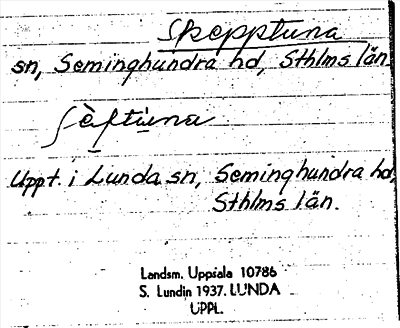 Skepptuna
sn, Seminghundra hd, Sthlms län
Uppt. i Lunda sn, Seminghundra hd,
Sthlms län.
Landsm. Uppsala 10786
S. Lundin 1937. LUNDA
UPPL.